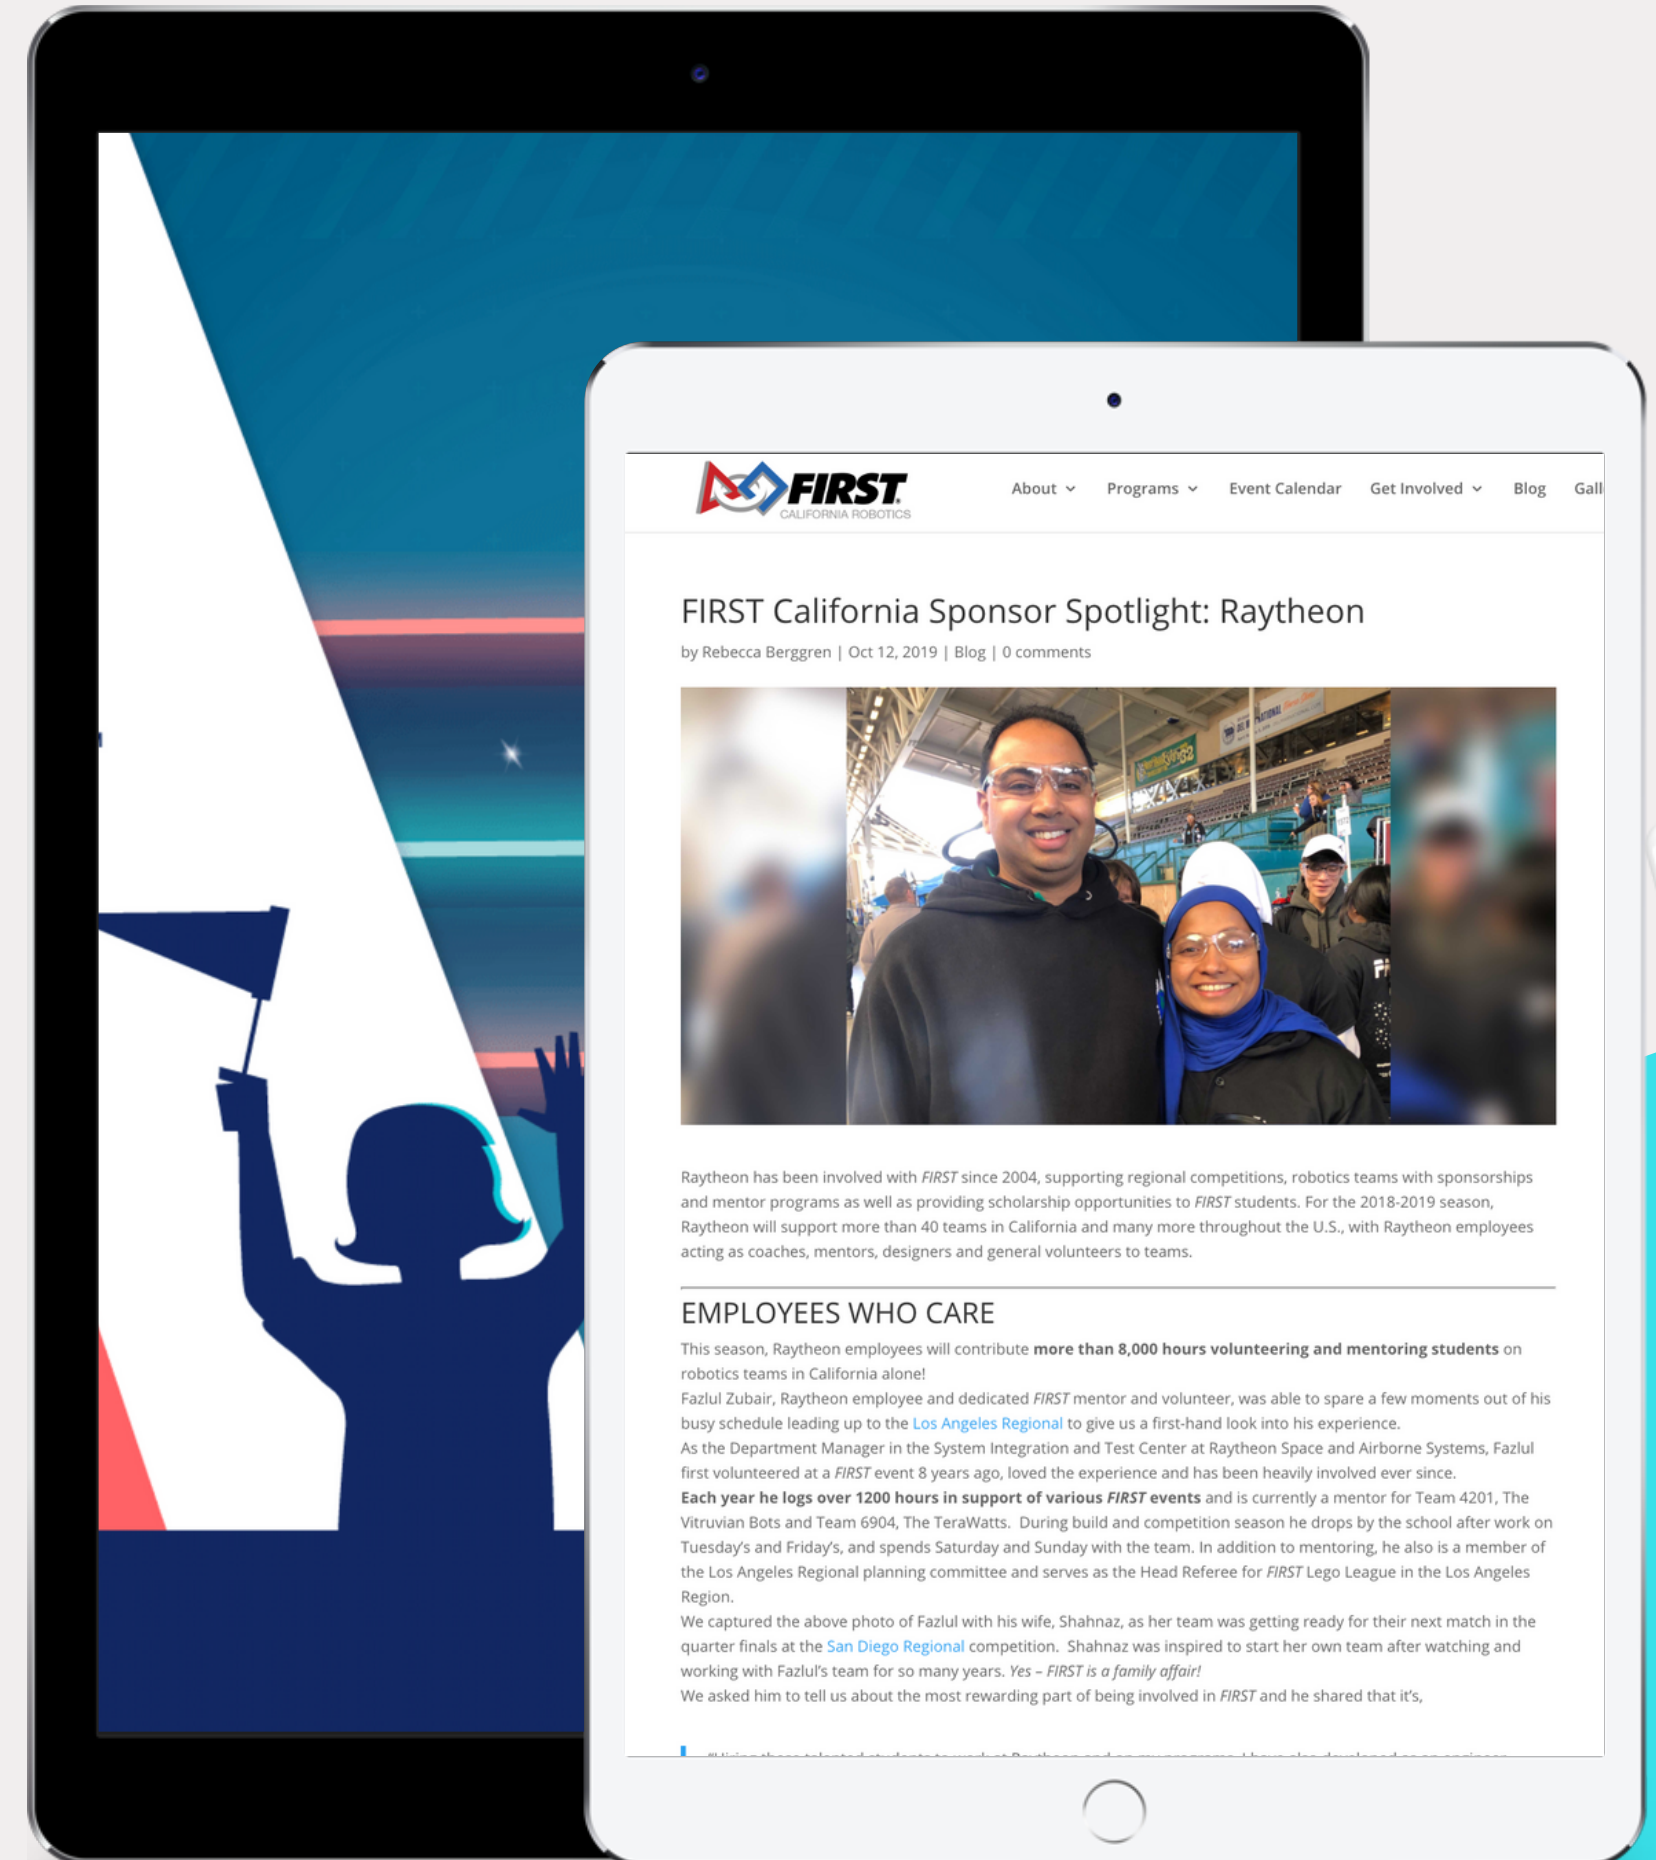 FIRST
CALIFORNIA ROBOTICS
About Programs Event Calendar Get Involved Blog
FIRST California Sponsor Spotlight: Raytheon
by Rebecca Berggren | Oct 12, 2019 | Blog | 0 comments
Raytheon has been involved with FIRST since 2004, supporting regional competitions, robotics teams with sponsorships
and mentor programs as well as providing scholarship opportunities to FIRST students. For the 2018-2019 season,
Raytheon will support more than 40 teams in California and many more throughout the U.S., with Raytheon employees
acting as coaches, mentors, designers and general volunteers to teams.
EMPLOYEES WHO CARE
This season, Raytheon employees will contribute more than 8,000 hours volunteering and mentoring students on
robotics teams in California alone!
Fazlul Zubair, Raytheon employee and dedicated FIRST mentor and volunteer, was able to spare a few moments out of his
busy schedule leading up to the Los Angeles Regional to give us a first-hand look into his experience.
As the Department Manager in the System Integration and Test Center at Raytheon Space and Airborne Systems, Fazlul
first volunteered at a FIRST event 8 years ago, loved the experience and has been heavily involved ever since.
Each year he logs over 1200 hours in support of various FIRST events and is currently a mentor for Team 4201, The
Vitruvian Bots and Team 6904, The TeraWatts. During build and competition season he drops by the school after work on
Tuesday's and Friday's, and spends Saturday and Sunday with the team. In addition to mentoring, he also is a member of
the Los Angeles Regional planning committee and serves as the Head Referee for FIRST Lego League in the Los Angeles
Region.
We captured the above photo of Fazlul with his wife, Shahnaz, as her team was getting ready for their next match in the
quarter finals at the San Diego Regional competition. Shahnaz was inspired to start her own team after watching and
working with Fazlul's team for so many years. Yes – FIRST is a family affair!
We asked him to tell us about the most rewarding part of being involved in FIRST and he shared that it's,